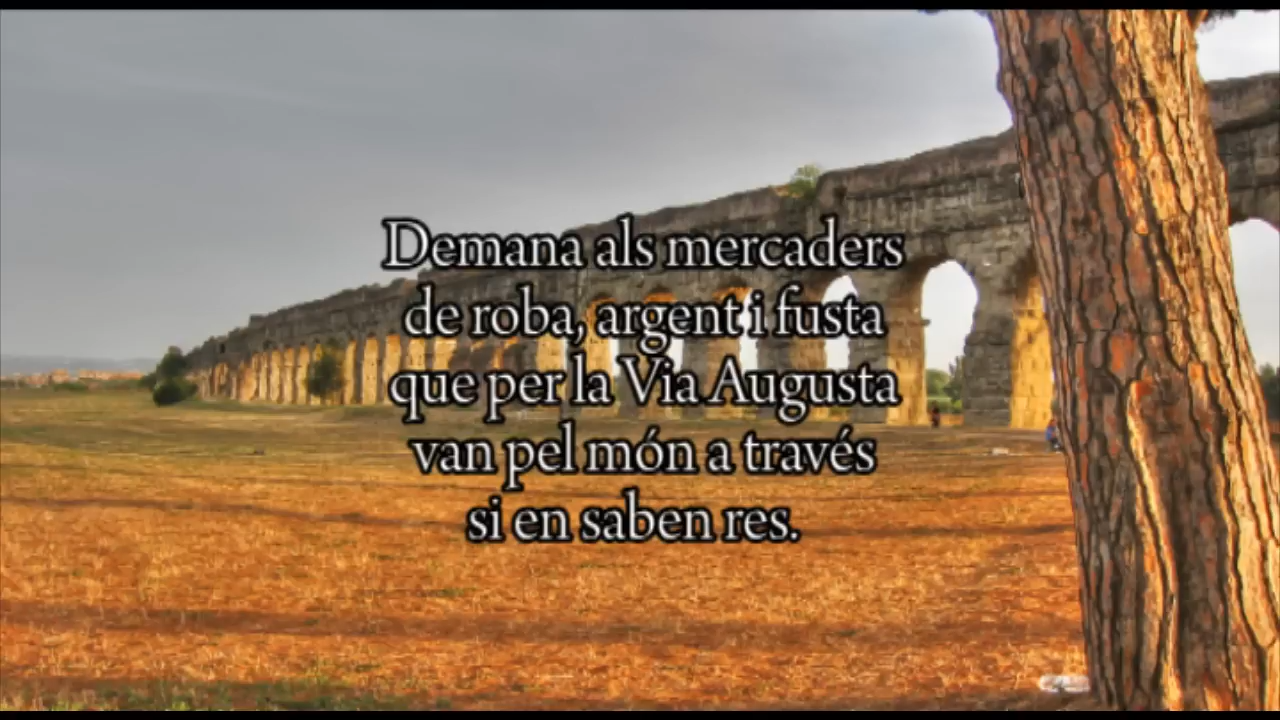 Demana als mercaders
de roba, argent i fusta
que per la Via Augusta
van pel món a través
si en saben res.